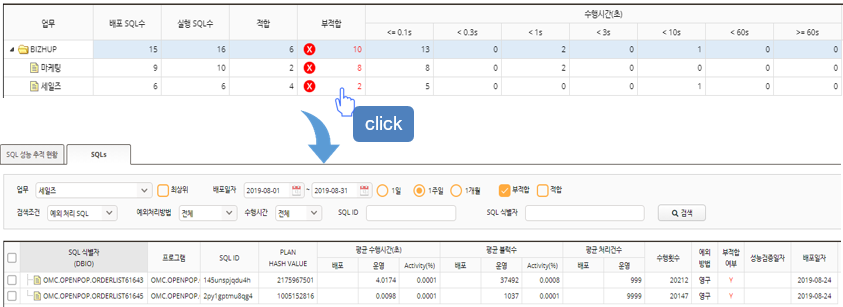 업무 배포 SQL수 실행 SQL수 적합 부적합 수행시간(초)
<= 0.1s < 0.3s < 1s < 3s < 10s < 60s >= 60s
BIZHUP 15 16 6 X 10 13 0 2 0 1 0 0
마케팅 9 10 2 X 8 8 0 2 0 0 0 0
세일즈 6 6 4 X 2 5 0 0 0 1 0 0
click
SQL 성능 추적 현황 SQLs
업무 세일즈 최상위 배포일자 2019-08-01 ~ 2019-08-31 1일 1주일 1개월 부적합 적합
검색조건 예외 처리 SQL 예외처리방법 전체 수행시간 전체 SQL ID SQL 식별자 검색
SQL 식별자 (DBIO) 프로그램 SQL ID PLAN HASH VALUE 평균 수행시간(초) 평균 블럭수 평균 처리건수 수행횟수 예외 방법 부적합 여부 성능검증일자 배포일자
배포 운영 Activity(%) 배포 운영 Activity(%) 배포 운영
OMC.OPENPOP.ORDERLIST61643 OMC.OPENPOP.( 145unspjqdu4h 2175967501 4.0174 0.0001 37492 0.0008 999 20212 영구 Y 2019-08-24
OMC.OPENPOP.ORDERLIST61645 OMC.OPENPOP.( 2py1gptmu8qg4 1005152816 0.0098 0.0001 1037 0.0001 9999 20147 영구 Y 2019-08-24